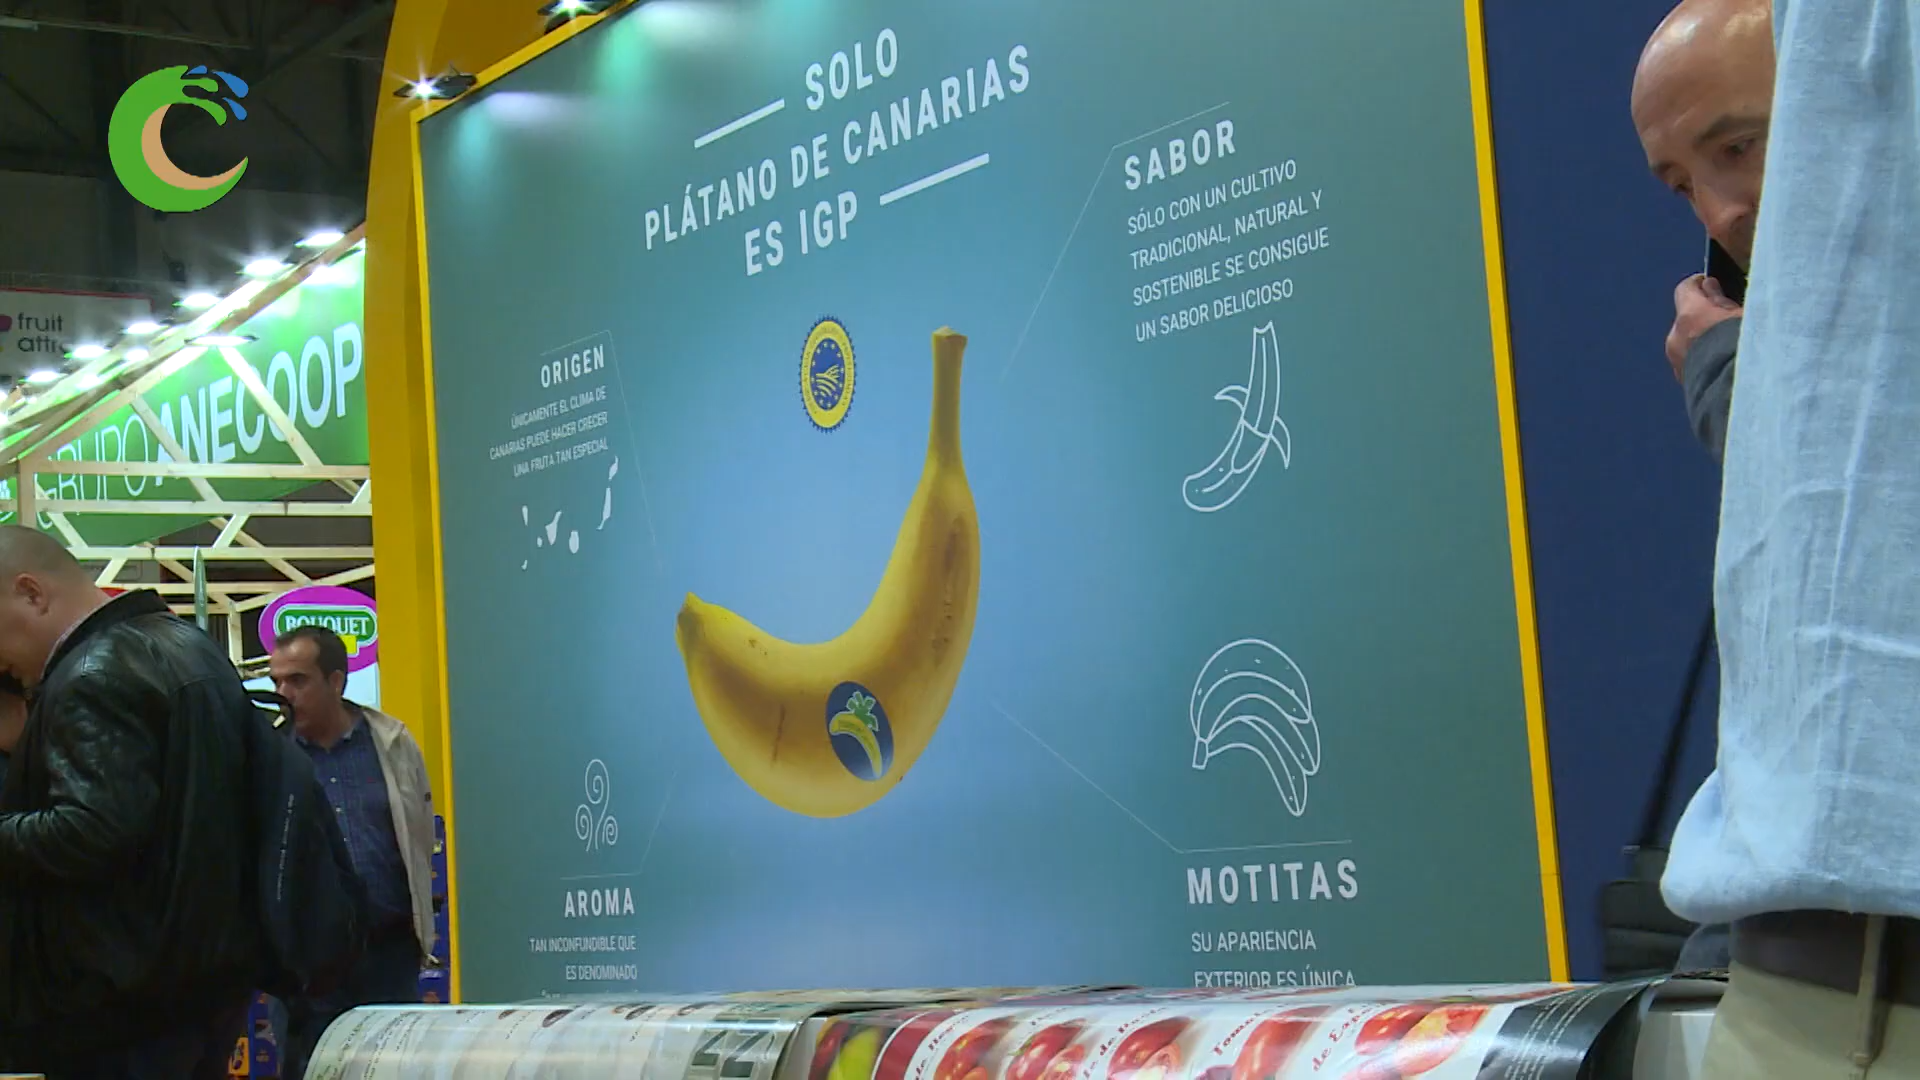 SOLO
PLÁTANO DE CANARIAS
ES IGP
SABOR
SÓLO CON UN CULTIVO
TRADICIONAL, NATURAL Y
SOSTENIBLE SE CONSIGUE
UN SABOR DELICIOSO
ORIGEN
ÚNICAMENTE EL CLIMA DE
CANARIAS PUEDE HACER CRECER
UNA FRUTA TAN ESPECIAL
AROMA
TAN INCONFUNDIBLE QUE
ES DENOMINADO
MOTITAS
SU APARIENCIA
EXTERIOR ES ÚNICA
fruit
attr
GRUPO ANECOOP
BOUQUET